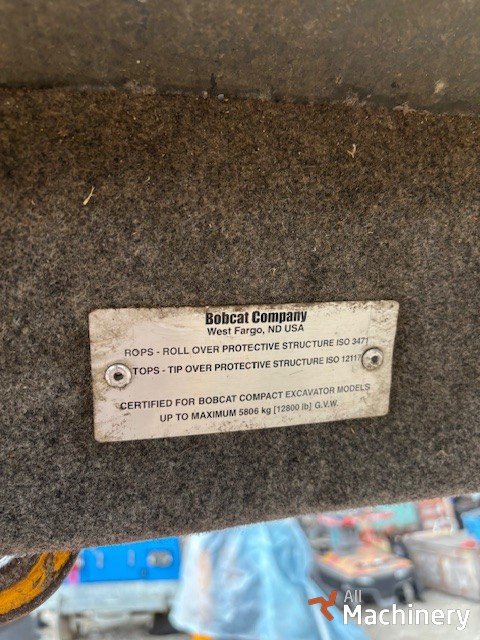 Bobcat Company
West Fargo, ND USA
ROPS - ROLL OVER PROTECTIVE STRUCTURE ISO 3471
TOPS - TIP OVER PROTECTIVE STRUCTURE ISO 12117
CERTIFIED FOR BOBCAT COMPACT EXCAVATOR MODELS
UP TO MAXIMUM 5806 kg [12800 lb] G.V.W.
All
Machinery